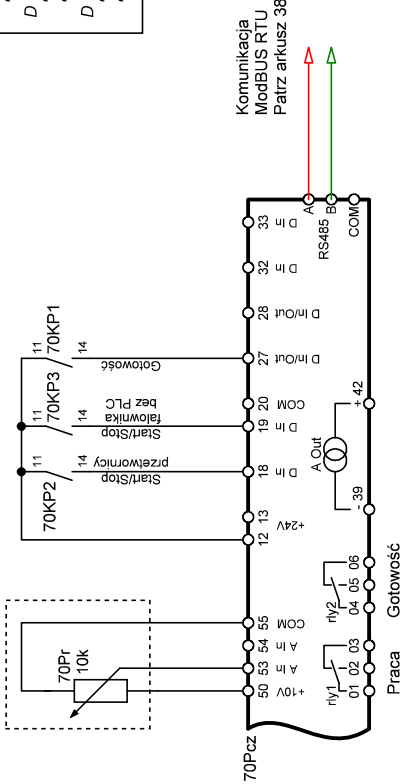 D
D
Komunikacja
ModBUS RTU
Patrz arkusz 38
11
70KP1
14
Gotowość
11
70KP3
14
Start/Stop
falownika
bez PLC
11
70KP2
14
Start/Stop
przetwornicy
70Pr
10k
33
D In
32
D In
28
D In/Out
27
D In/Out
20
COM
19
D In
18
D In
13
12
+24V
55
COM
54
A In
53
A In
50
+10V
A
B
RS485
COM
+ 42
A Out
- 39
rly2
04
05
06
rly1
01
02
03
Gotowość
Praca
70Pcz